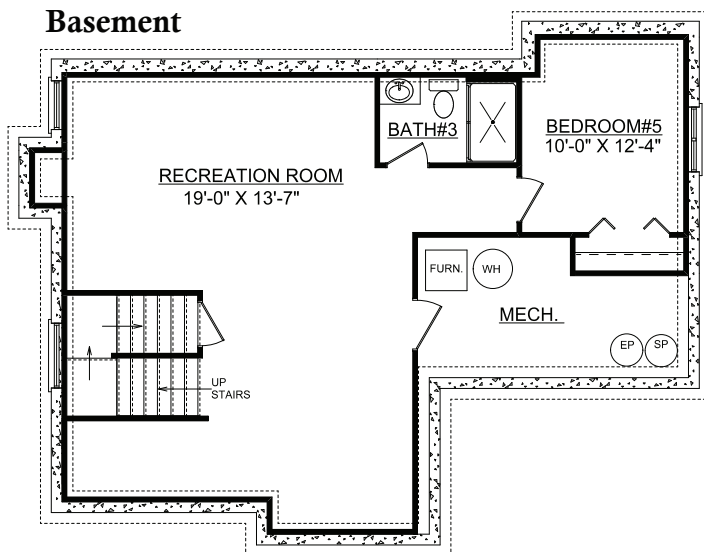 Basement
BATH#3
BEDROOM#5
10'-0" X 12'-4"
RECREATION ROOM
19'-0" X 13'-7"
FURN.
WH
MECH.
EP
SP
UP
STAIRS